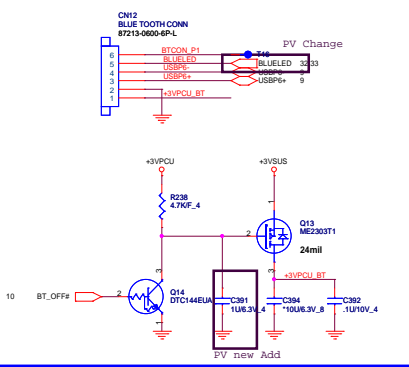 CN12
BLUE TOOTH CONN
87213-0600-6P-L
PV Change
6 BTCON_P1 T16
5 BLUELED BLUELED 32,33
4 USBP6- USBP6- 9
3 USBP6+ USBP6+ 9
2
1 +3VPCU_BT
+3VPCU
+3VSUS
R238
4.7K/F_4
1
Q13
ME2303T1
2
24mil
3
+3VPCU_BT
3
10 BT_OFF# 2
Q14
DTC144EUA
1
C391
1U/6.3V_4
C394
*10U/6.3V_8
C392
.1U/10V_4
PV new Add